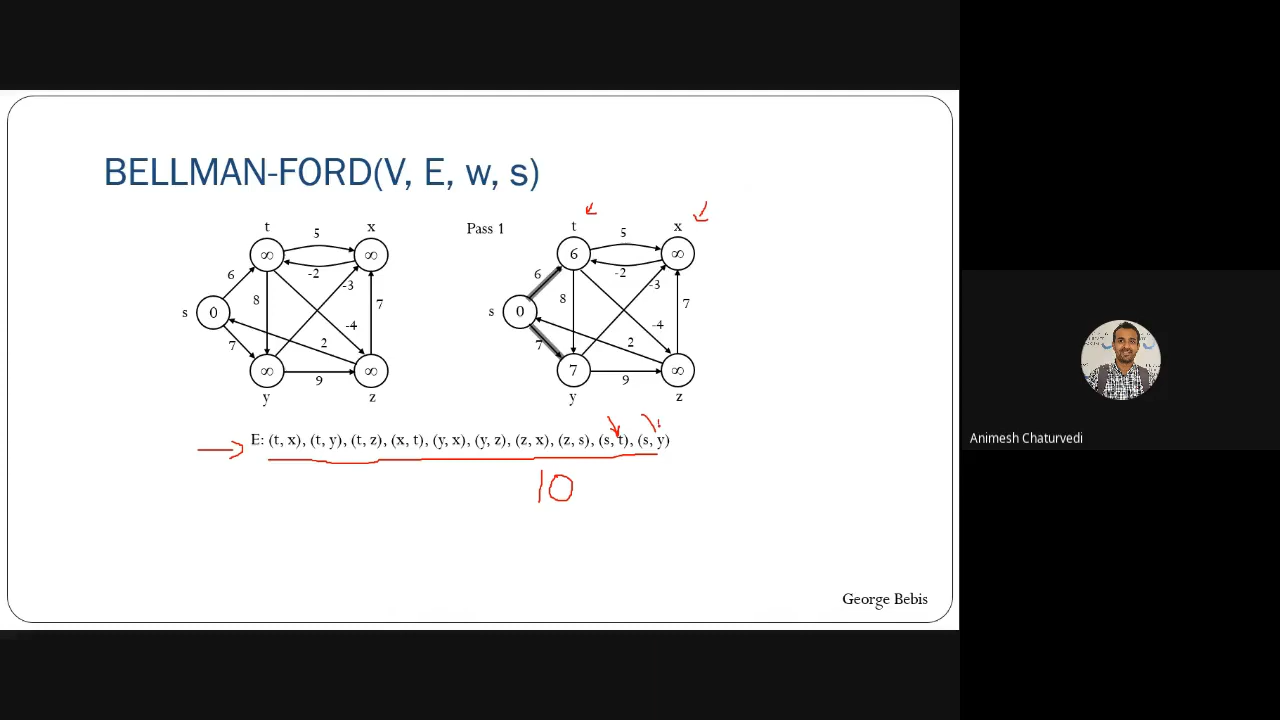 BELLMAN-FORD(V, E, w, s)
t
5
x
Pass 1
t
5
x
∞
∞
6
∞
6
-2
-3
6
-2
-3
8
7
8
7
s
0
s
0
-4
-4
7
2
7
2
∞
∞
7
∞
9
9
y
z
y
z
E: (t, x), (t, y), (t, z), (x, t), (y, x), (y, z), (z, x), (z, s), (s, t), (s, y)
10
George Bebis
Animesh Chaturvedi